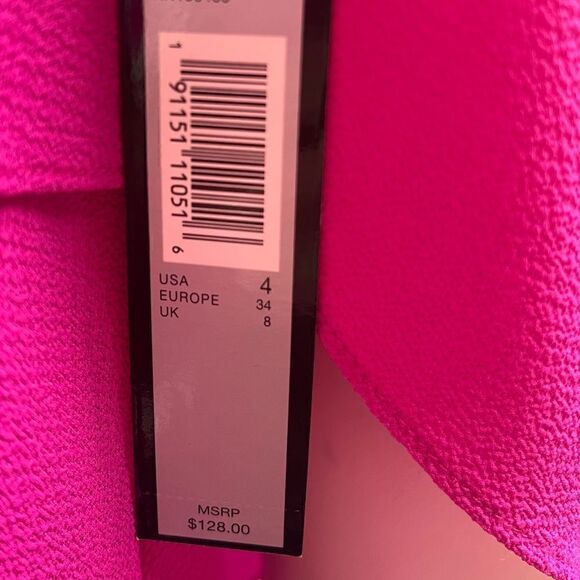 1 91151 11051 6
USA 4
EUROPE 34
UK 8
MSRP
$128.00